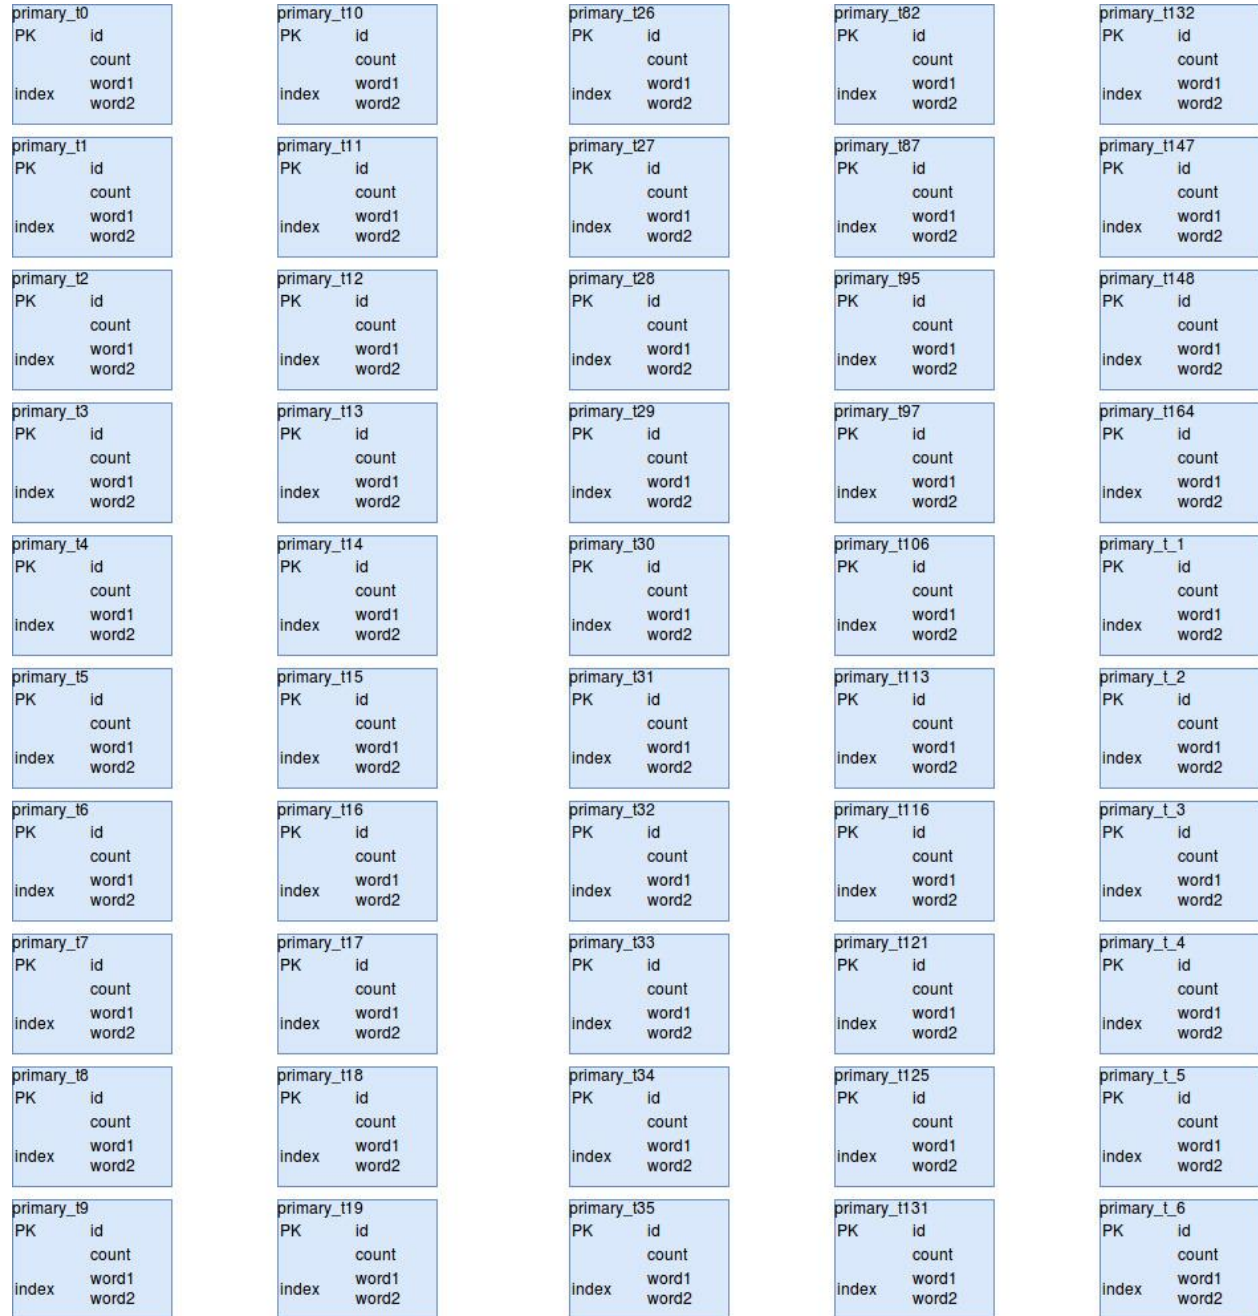 primary_t0
PK id
count
word1
index word2
primary_t1
PK id
count
word1
index word2
primary_t2
PK id
count
word1
index word2
primary_t3
PK id
count
word1
index word2
primary_t4
PK id
count
word1
index word2
primary_t5
PK id
count
word1
index word2
primary_t6
PK id
count
word1
index word2
primary_t7
PK id
count
word1
index word2
primary_t8
PK id
count
word1
index word2
primary_t9
PK id
count
word1
index word2
primary_t10
PK id
count
word1
index word2
primary_t11
PK id
count
word1
index word2
primary_t12
PK id
count
word1
index word2
primary_t13
PK id
count
word1
index word2
primary_t14
PK id
count
word1
index word2
primary_t15
PK id
count
word1
index word2
primary_t16
PK id
count
word1
index word2
primary_t17
PK id
count
word1
index word2
primary_t18
PK id
count
word1
index word2
primary_t19
PK id
count
word1
index word2
primary_t26
PK id
count
word1
index word2
primary_t27
PK id
count
word1
index word2
primary_t28
PK id
count
word1
index word2
primary_t29
PK id
count
word1
index word2
primary_t30
PK id
count
word1
index word2
primary_t31
PK id
count
word1
index word2
primary_t32
PK id
count
word1
index word2
primary_t33
PK id
count
word1
index word2
primary_t34
PK id
count
word1
index word2
primary_t35
PK id
count
word1
index word2
primary_t82
PK id
count
word1
index word2
primary_t87
PK id
count
word1
index word2
primary_t95
PK id
count
word1
index word2
primary_t97
PK id
count
word1
index word2
primary_t106
PK id
count
word1
index word2
primary_t113
PK id
count
word1
index word2
primary_t116
PK id
count
word1
index word2
primary_t121
PK id
count
word1
index word2
primary_t125
PK id
count
word1
index word2
primary_t131
PK id
count
word1
index word2
primary_t132
PK id
count
word1
index word2
primary_t147
PK id
count
word1
index word2
primary_t148
PK id
count
word1
index word2
primary_t164
PK id
count
word1
index word2
primary_t_1
PK id
count
word1
index word2
primary_t_2
PK id
count
word1
index word2
primary_t_3
PK id
count
word1
index word2
primary_t_4
PK id
count
word1
index word2
primary_t_5
PK id
count
word1
index word2
primary_t_6
PK id
count
word1
index word2